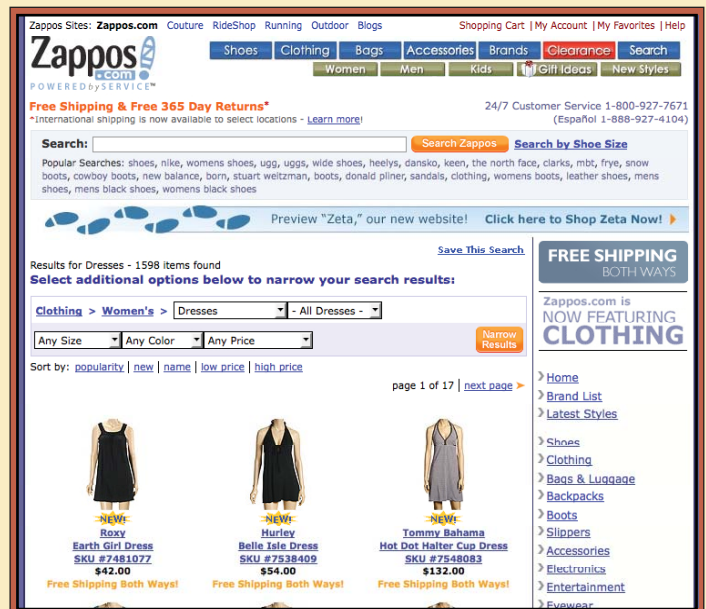 Zappos Sites: Zappos.com Couture RideShop Running Outdoor Blogs
Shopping Cart | My Account | My Favorites | Help
Zappos
.com
POWERED by SERVICE™
Shoes Clothing Bags Accessories Brands Clearance Search
Women Men Kids Gift Ideas New Styles
Free Shipping & Free 365 Day Returns*
*International shipping is now available to select locations - Learn more!
24/7 Customer Service 1-800-927-7671
(Español 1-888-927-4104)
Search: Search Zappos Search by Shoe Size
Popular Searches: shoes, nike, womens shoes, ugg, uggs, wide shoes, heelys, dansko, keen, the north face, clarks, mbt, frye, snow
boots, cowboy boots, new balance, born, stuart weitzman, boots, donald pliner, sandals, clothing, womens boots, leather shoes, mens
shoes, mens black shoes, womens black shoes
Preview "Zeta," our new website! Click here to Shop Zeta Now!
Save This Search
Results for Dresses - 1598 items found
Select additional options below to narrow your search results:
Clothing > Women's > Dresses - All Dresses -
Any Size Any Color Any Price
Narrow
Results
Sort by: popularity | new | name | low price | high price
page 1 of 17 | next page >
NEW! NEW! NEW!
Roxy Hurley Tommy Bahama
Earth Girl Dress Belle Isle Dress Hot Dot Halter Cup Dress
SKU #7481077 SKU #7538409 SKU #7548083
$42.00 $54.00 $132.00
Free Shipping Both Ways! Free Shipping Both Ways! Free Shipping Both Ways!
FREE SHIPPING
BOTH WAYS
Zappos.com is
NOW FEATURING
CLOTHING
Home
Brand List
Latest Styles
Shoes
Clothing
Bags & Luggage
Backpacks
Boots
Slippers
Accessories
Electronics
Entertainment
Eyewear